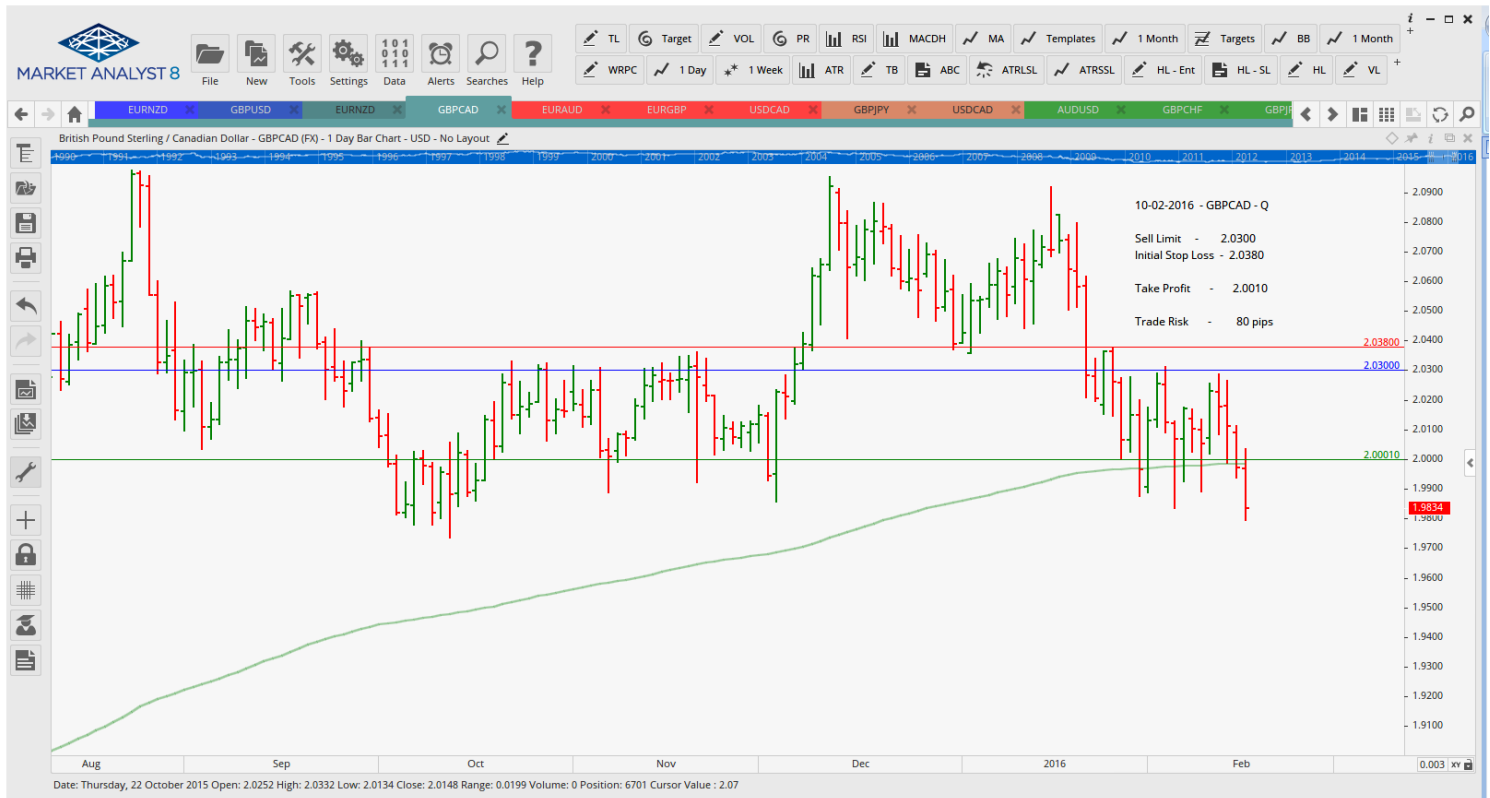 MARKET ANALYST 8
File New Tools Settings Data Alerts Searches Help
101
010
111
TL Target VOL PR RSI MACDH MA Templates 1 Month Targets BB 1 Month
WRPC 1 Day 1 Week ATR TB ABC ATRLSL ATRSSL HL - Ent HL - SL HL VL
EURNZD GBPUSD EURNZD GBPCAD EURAUD EURGBP USDCAD GBPJPY USDCAD AUDUSD GBPCHF
British Pound Sterling / Canadian Dollar - GBPCAD (FX) - 1 Day Bar Chart - USD - No Layout
1990 1991 1992 1993 1994 1995 1996 1997 1998 1999 2000 2001 2002 2003 2004 2005 2006 2007 2008 2009 2010 2011 2012 2013 2014 2015 2016
10-02-2016 - GBPCAD - Q
Sell Limit - 2.0300
Initial Stop Loss - 2.0380
Take Profit - 2.0010
Trade Risk - 80 pips
2.03800
2.03000
2.00010
2.0900
2.0800
2.0700
2.0600
2.0500
2.0400
2.0300
2.0200
2.0100
2.0000
1.9900
1.9834
1.9800
1.9700
1.9600
1.9500
1.9400
1.9300
1.9200
1.9100
Aug Sep Oct Nov Dec 2016 Feb
0.003 XY
Date: Thursday, 22 October 2015 Open: 2.0252 High: 2.0332 Low: 2.0134 Close: 2.0148 Range: 0.0199 Volume: 0 Position: 6701 Cursor Value : 2.07